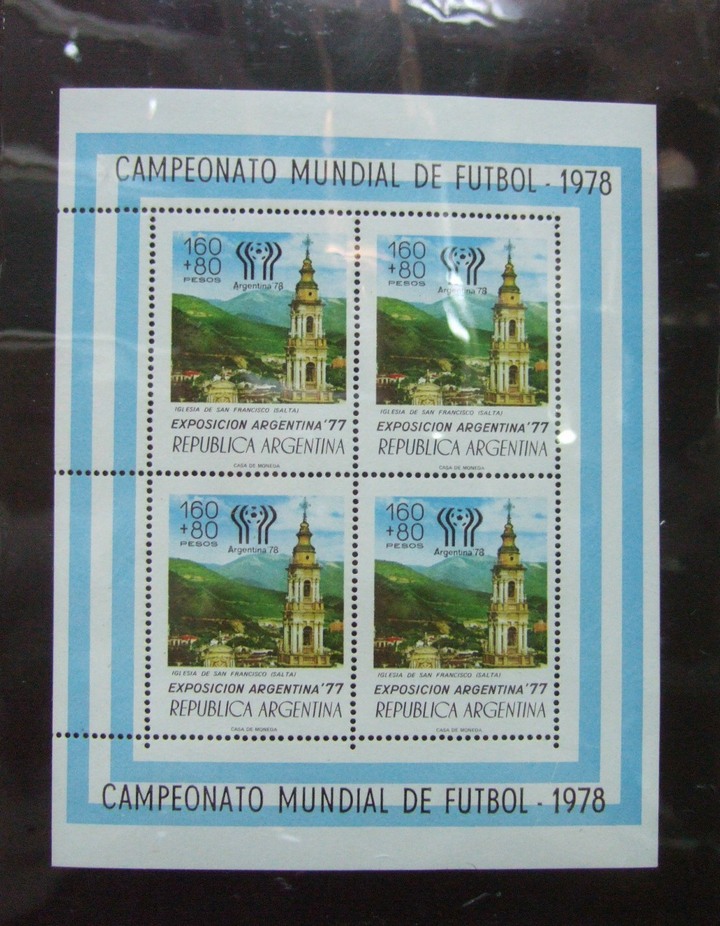 CAMPEONATO MUNDIAL DE FUTBOL - 1978
160
+80
PESOS
Argentina '78
IGLESIA DE SAN FRANCISCO (SALTA)
EXPOSICION ARGENTINA '77
REPUBLICA ARGENTINA
CASA DE MONEDA
160
+80
PESOS
Argentina '78
IGLESIA DE SAN FRANCISCO (SALTA)
EXPOSICION ARGENTINA '77
REPUBLICA ARGENTINA
CASA DE MONEDA
160
+80
PESOS
Argentina '78
IGLESIA DE SAN FRANCISCO (SALTA)
EXPOSICION ARGENTINA '77
REPUBLICA ARGENTINA
CASA DE MONEDA
160
+80
PESOS
Argentina '78
IGLESIA DE SAN FRANCISCO (SALTA)
EXPOSICION ARGENTINA '77
REPUBLICA ARGENTINA
CASA DE MONEDA
CAMPEONATO MUNDIAL DE FUTBOL - 1978